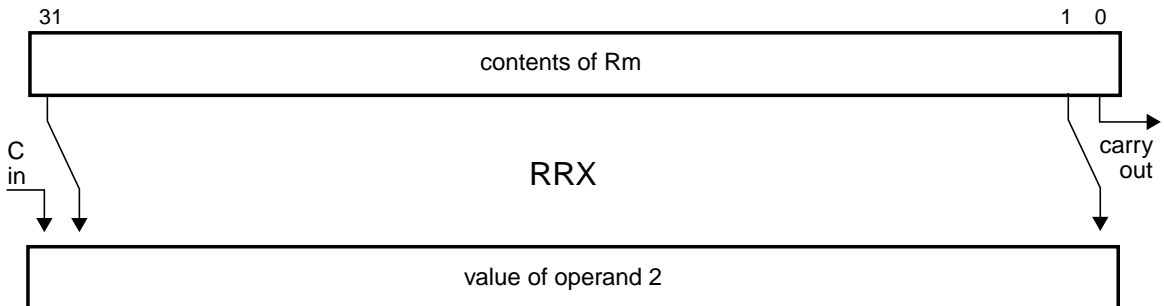 31 1 0
contents of Rm
C
in
RRX
carry
out
value of operand 2